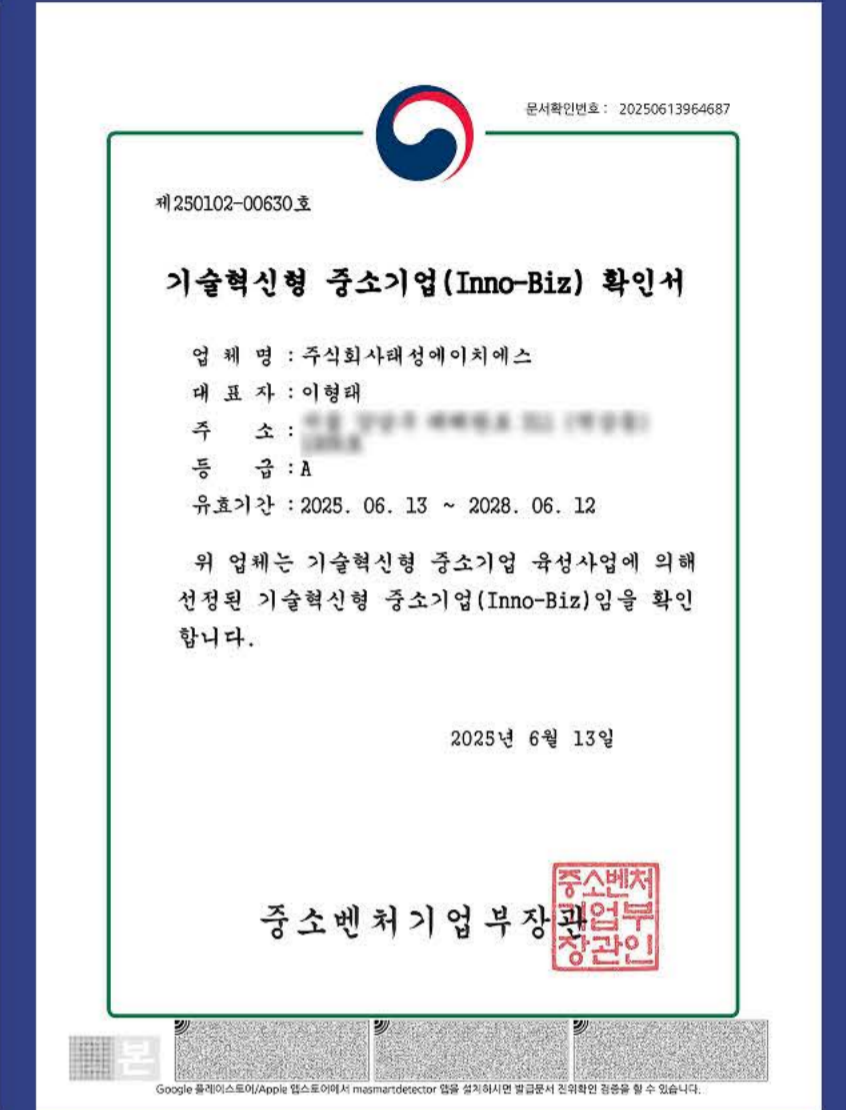 문서확인번호 : 20250613964687
제250102-00630호
기술혁신형 중소기업(Inno-Biz) 확인서
업 체 명 : 주식회사태성에이치에스
대 표 자 : 이형태
주 소 :
등 급 : A
유효기간 : 2025. 06. 13 ~ 2028. 06. 12
위 업체는 기술혁신형 중소기업 육성사업에 의해
선정된 기술혁신형 중소기업(Inno-Biz)임을 확인
합니다.
2025년 6월 13일
중소벤처기업부장관
중소벤처
기업부
장관인
본
Google 플레이스토어/Apple 앱스토어에서 masmartdetector 앱을 설치하시면 발급문서 진위확인 검증을 할 수 있습니다.